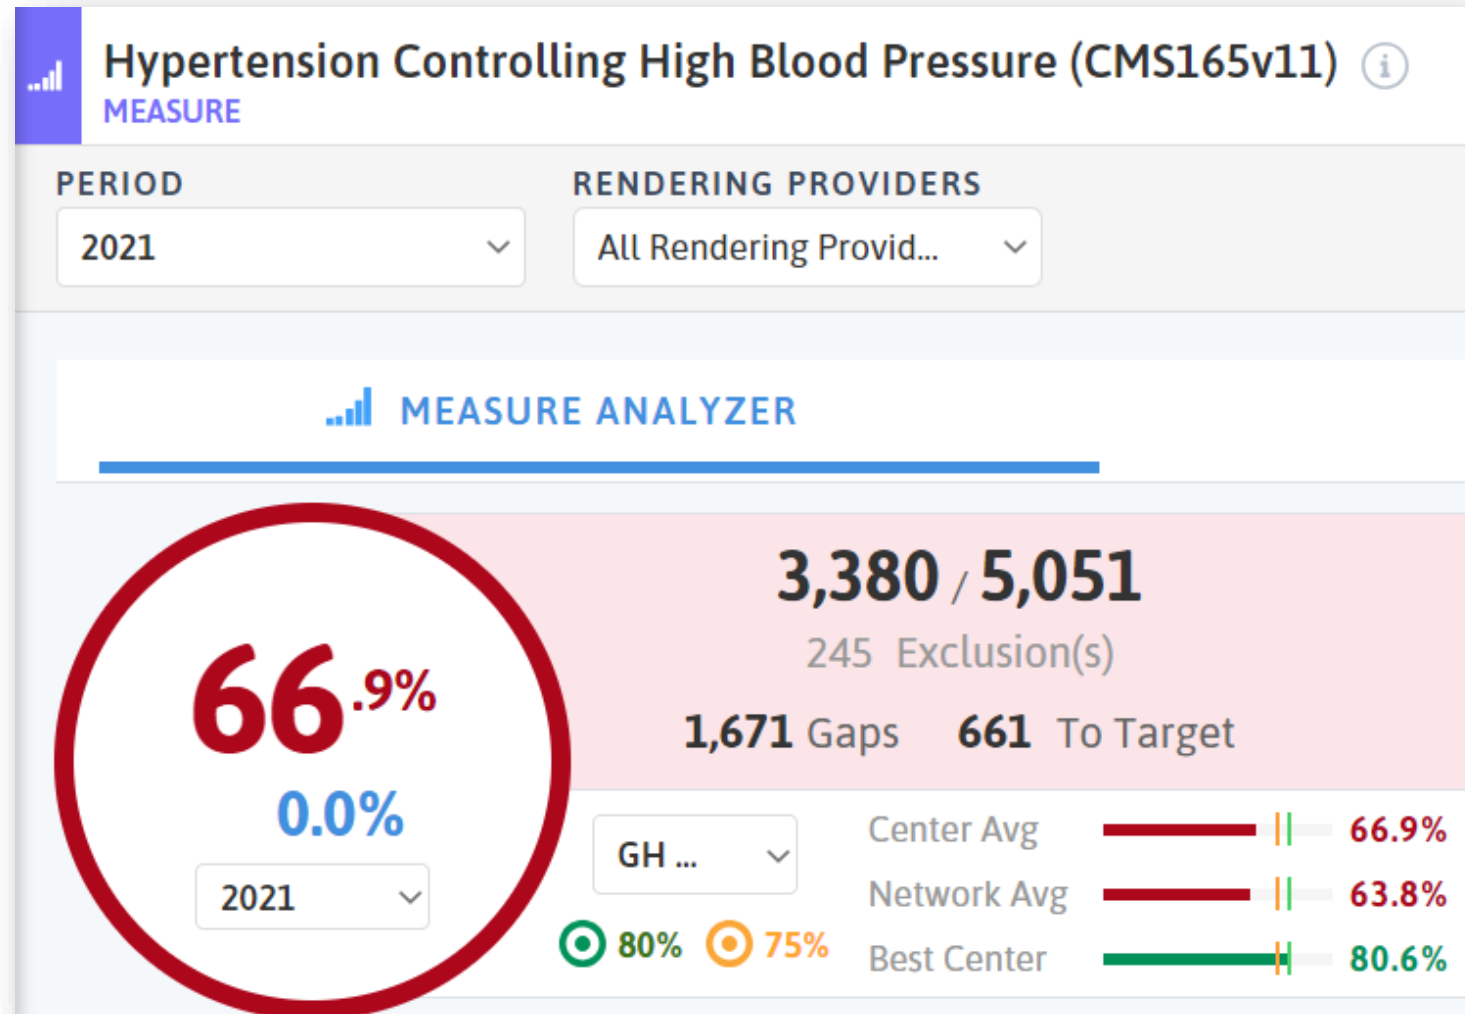 Hypertension Controlling High Blood Pressure (CMS165v11) i
MEASURE
PERIOD
RENDERING PROVIDERS
2021
All Rendering Provid...
MEASURE ANALYZER
66.9%
0.0%
2021
3,380 / 5,051
245 Exclusion(s)
1,671 Gaps 661 To Target
GH ...
80% 75%
Center Avg 66.9%
Network Avg 63.8%
Best Center 80.6%